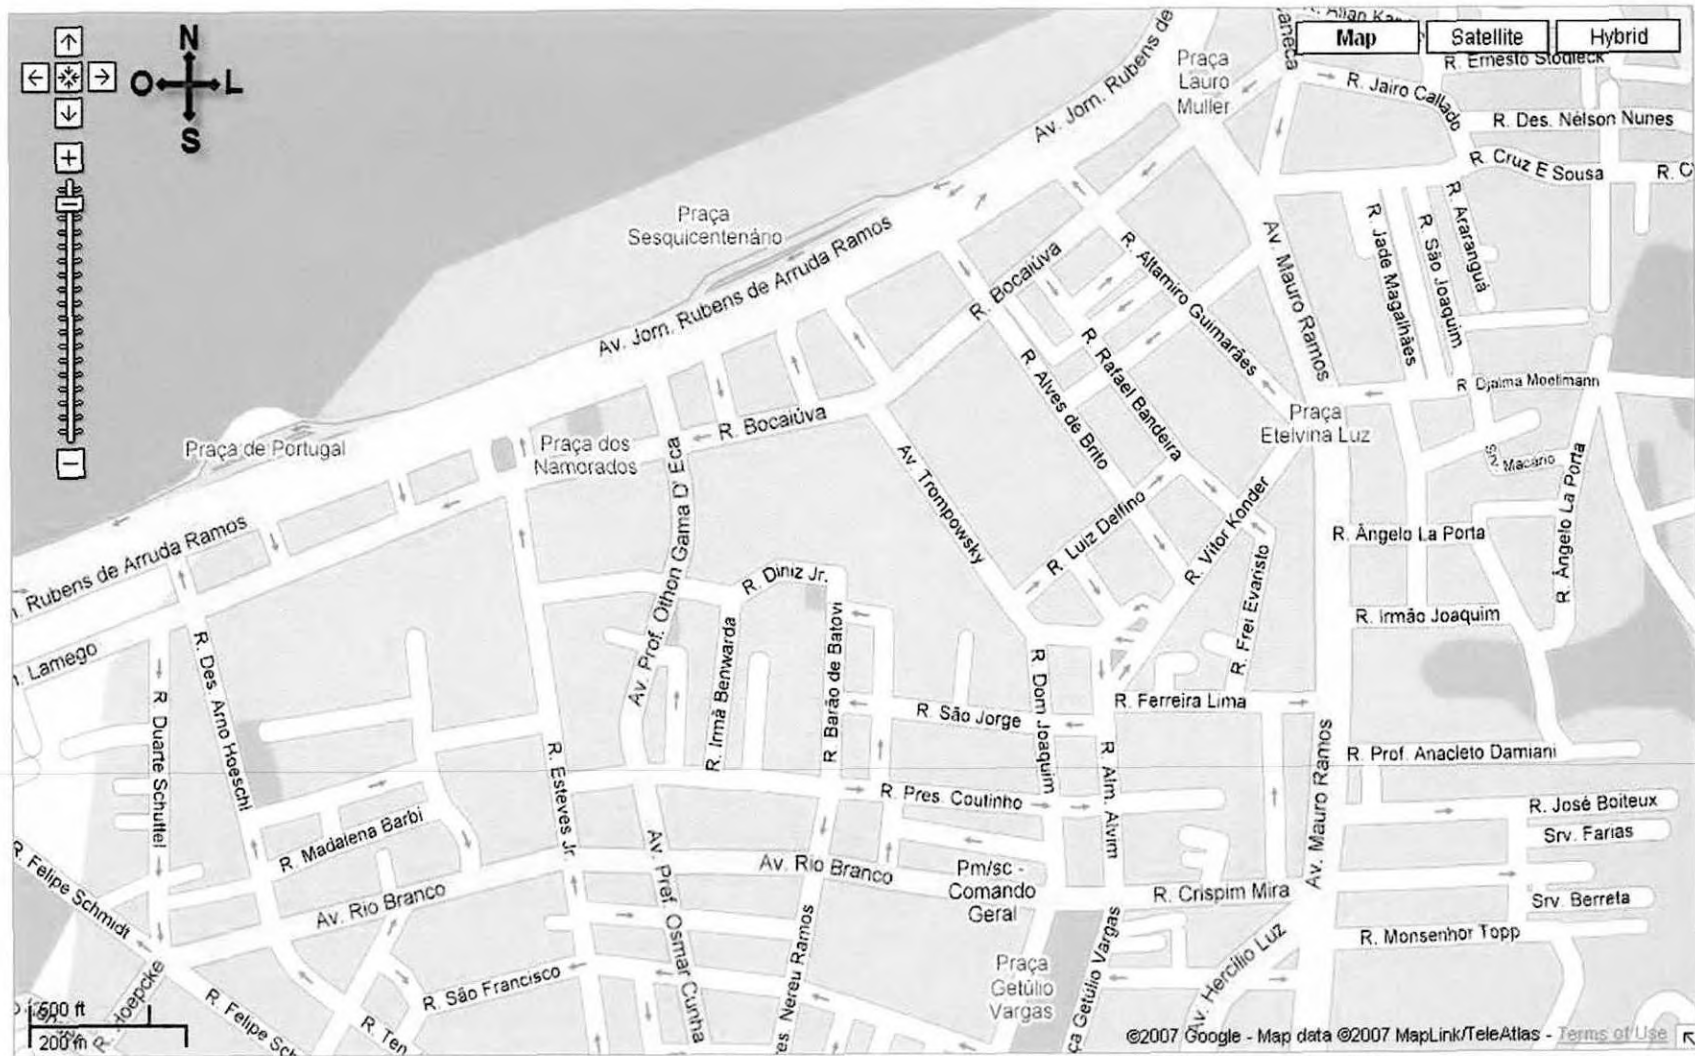 N
O
L
S
Map
Satellite
Hybrid
Praça
Lauro
Muller
Av. Jorn. Rubens de
R. Jairo Callado
R. Ernesto Stodieck
R. Des. Nélson Nunes
R. Cruz E Sousa
R. Araranguá
R. São Joaquim
R. Jade Magalhães
Av. Mauro Ramos
Praça
Sesquicentenário
Av. Jorn. Rubens de Arruda Ramos
R. Bocaiúva
R. Altamiro Guimarães
R. Rafael Bandeira
R. Alves de Brito
R. Djalma Moellmann
Praça
Etelvina Luz
Praça de Portugal
Praça dos
Namorados
R. Bocaiúva
Av. Prof. Othon Gama D' Eca
Av. Trompowsky
R. Luiz Delfino
R. Vitor Konder
R. Frei Evaristo
Srv. Macário
R. Ângelo La Porta
R. Ângelo La Porta
R. Irmão Joaquim
Rubens de Arruda Ramos
Lamego
R. Diniz Jr.
R. Irmã Benwarda
R. Barão de Batovi
R. Des. Arno Hoeschl
R Duarte Schuttel
R. Esteves Jr.
R. São Jorge
R. Dom Joaquim
R. Ferreira Lima
R. Alm. Alvim
Av. Mauro Ramos
R. Prof. Anacleto Damiani
R. Pres. Coutinho
R. José Boiteux
Srv. Farias
R. Madalena Barbi
Av. Rio Branco
Av. Rio Branco
Pm/sc -
Comando
Geral
R. Crispim Mira
Srv. Berreta
R. Monsenhor Topp
R. Felipe Schmidt
Av. Pref. Osmar Cunha
Nereu Ramos
Praça
Getúlio
Vargas
Getúlio Vargas
Av. Hercílio Luz
R. São Francisco
R. Felipe Sch
R. Ten
Hoepcke
500 ft
200 m
©2007 Google - Map data ©2007 MapLink/TeleAtlas - Terms of Use